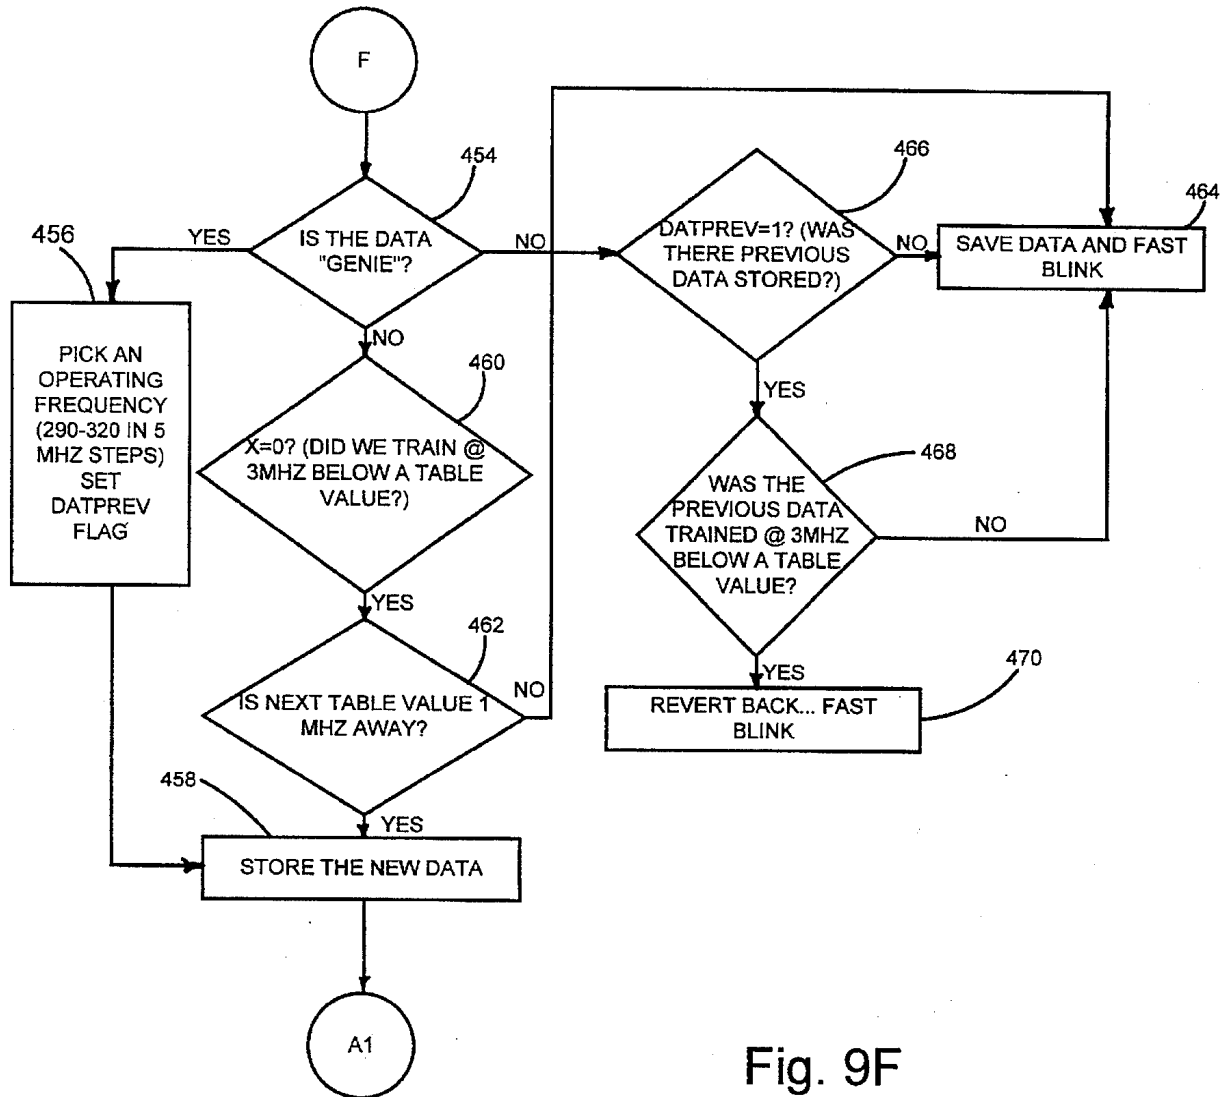 F
454
IS THE DATA
"GENIE"?
YES
NO
NO
456
PICK AN
OPERATING
FREQUENCY
(290-320 IN 5
MHZ STEPS)
SET
DATPREV
FLAG
460
X=0? (DID WE TRAIN @
3MHZ BELOW A TABLE
VALUE?)
YES
462
IS NEXT TABLE VALUE 1
MHZ AWAY?
NO
YES
458
STORE THE NEW DATA
A1
466
DATPREV=1? (WAS
THERE PREVIOUS
DATA STORED?)
NO
YES
464
SAVE DATA AND FAST
BLINK
468
WAS THE
PREVIOUS DATA
TRAINED @ 3MHZ
BELOW A TABLE
VALUE?
NO
YES
470
REVERT BACK... FAST
BLINK
Fig. 9F